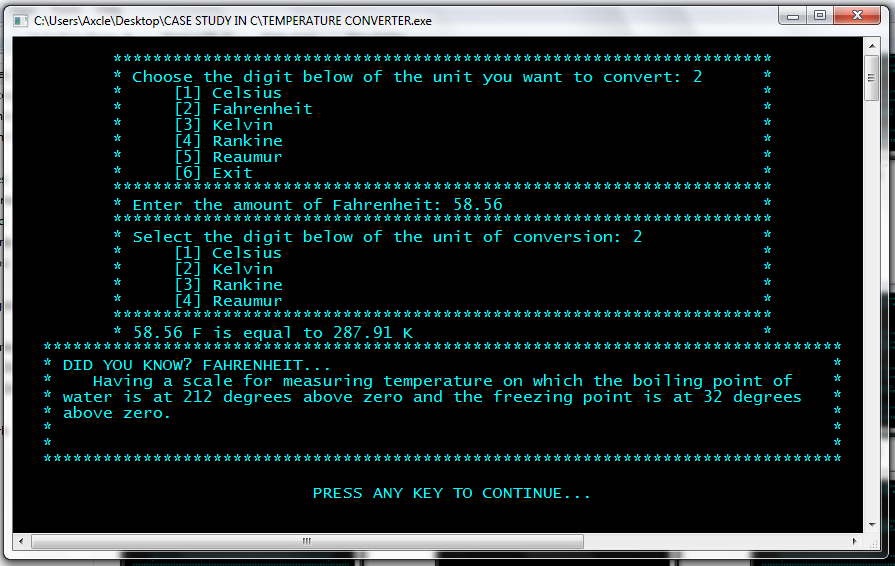 C:\Users\Axcle\Desktop\CASE STUDY IN C\TEMPERATURE CONVERTER.exe
******************************************************************
* Choose the digit below of the unit you want to convert: 2 *
* [1] Celsius *
* [2] Fahrenheit *
* [3] Kelvin *
* [4] Rankine *
* [5] Reaumur *
* [6] Exit *
******************************************************************
* Enter the amount of Fahrenheit: 58.56 *
******************************************************************
* Select the digit below of the unit of conversion: 2 *
* [1] Celsius *
* [2] Kelvin *
* [3] Rankine *
* [4] Reaumur *
******************************************************************
* 58.56 F is equal to 287.91 K *
********************************************************************************
* DID YOU KNOW? FAHRENHEIT... *
* Having a scale for measuring temperature on which the boiling point of *
* water is at 212 degrees above zero and the freezing point is at 32 degrees *
* above zero. *
* *
* *
********************************************************************************
PRESS ANY KEY TO CONTINUE...